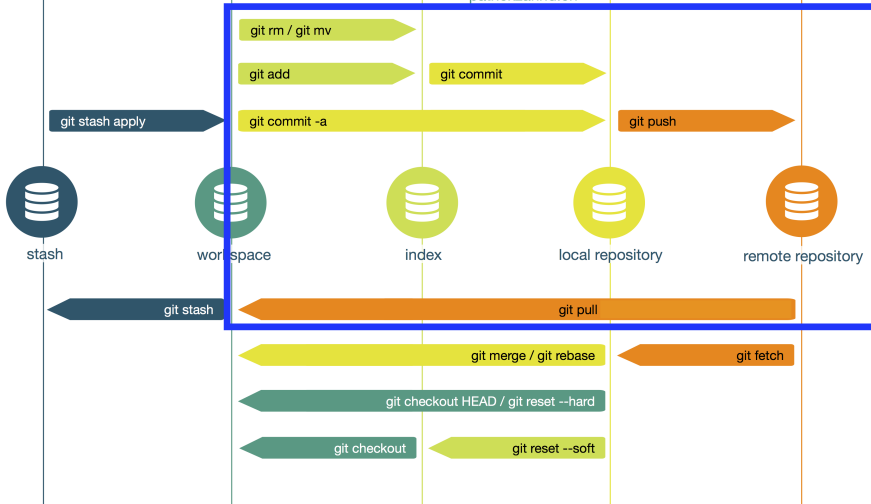 git rm / git mv
git add
git commit
git stash apply
git commit -a
git push
stash
workspace
index
local repository
remote repository
git stash
git pull
git merge / git rebase
git fetch
git checkout HEAD / git reset --hard
git checkout
git reset --soft